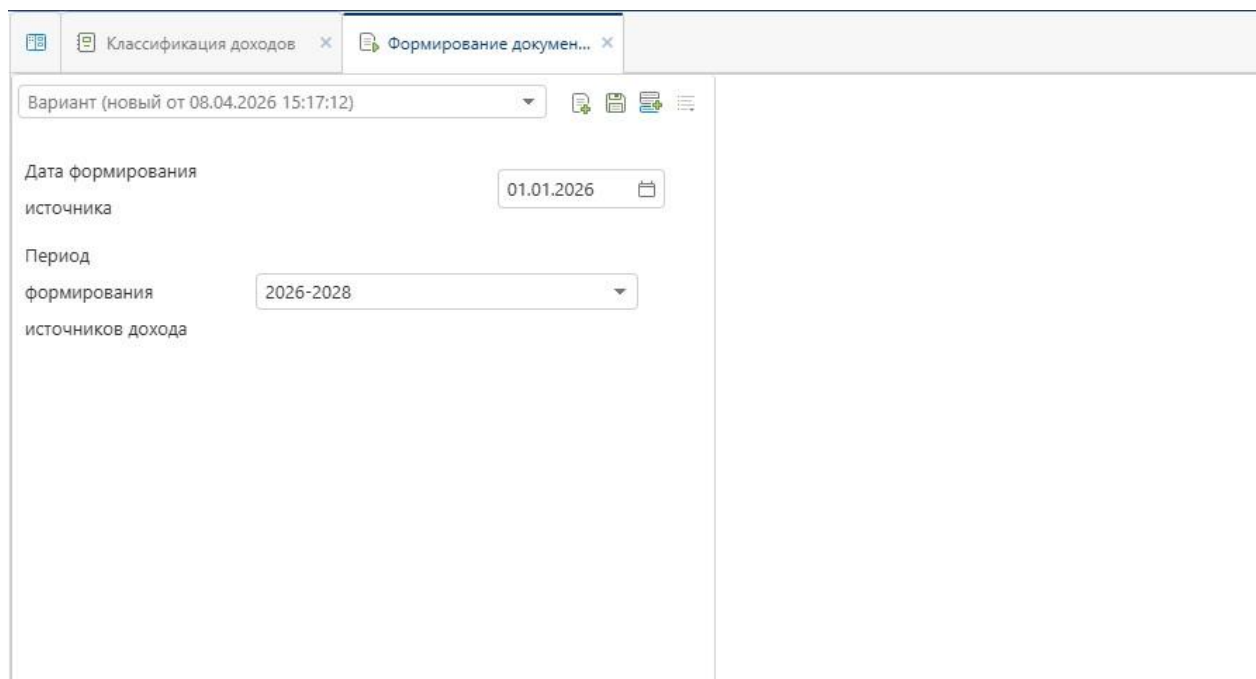 Классификация доходов
Формирование докумен...
Вариант (новый от 08.04.2026 15:17:12)
Дата формирования
источника
01.01.2026
Период
формирования
источников дохода
2026-2028